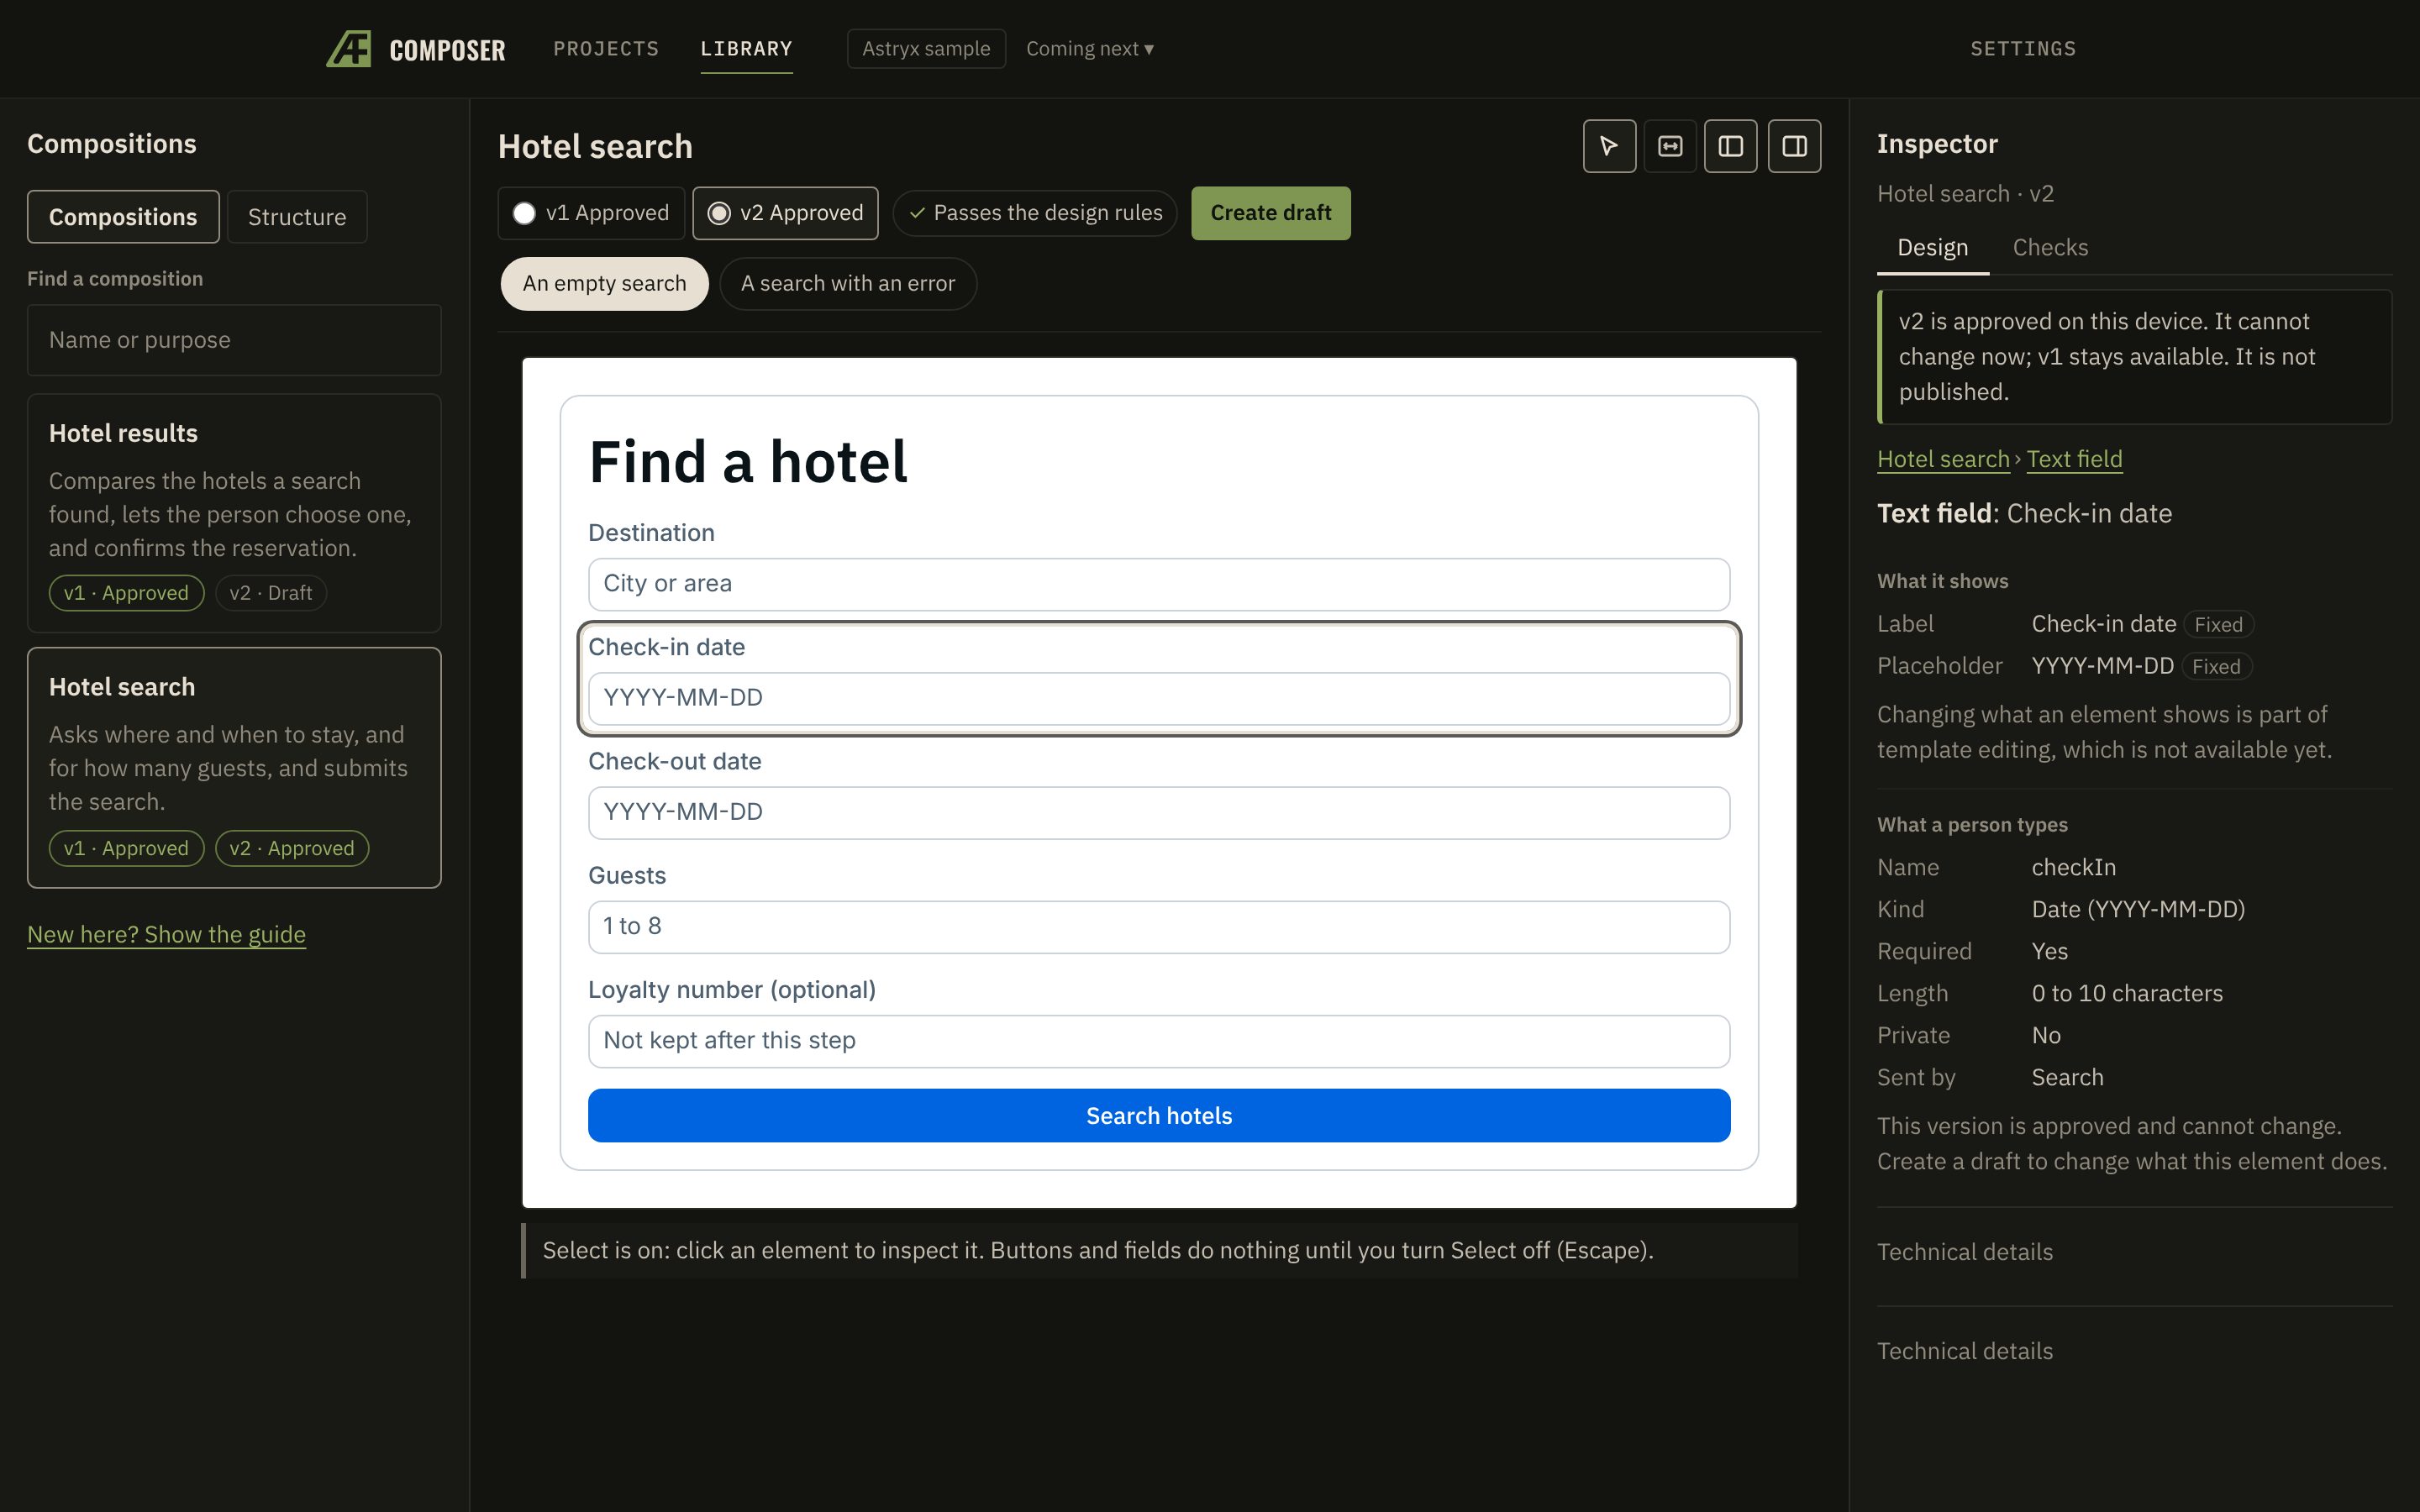 COMPOSER
PROJECTS
LIBRARY
Astryx sample
Coming next ▾
SETTINGS
Compositions
Compositions
Structure
Find a composition
Name or purpose
Hotel results
Compares the hotels a search
found, lets the person choose one,
and confirms the reservation.
v1 · Approved
v2 · Draft
Hotel search
Asks where and when to stay, and
for how many guests, and submits
the search.
v1 · Approved
v2 · Approved
New here? Show the guide
Hotel search
v1 Approved
v2 Approved
✓ Passes the design rules
Create draft
An empty search
A search with an error
Find a hotel
Destination
City or area
Check-in date
YYYY-MM-DD
Check-out date
YYYY-MM-DD
Guests
1 to 8
Loyalty number (optional)
Not kept after this step
Search hotels
Select is on: click an element to inspect it. Buttons and fields do nothing until you turn Select off (Escape).
Inspector
Hotel search · v2
Design
Checks
v2 is approved on this device. It cannot
change now; v1 stays available. It is not
published.
Hotel search › Text field
Text field: Check-in date
What it shows
Label Check-in date Fixed
Placeholder YYYY-MM-DD Fixed
Changing what an element shows is part of
template editing, which is not available yet.
What a person types
Name checkIn
Kind Date (YYYY-MM-DD)
Required Yes
Length 0 to 10 characters
Private No
Sent by Search
This version is approved and cannot change.
Create a draft to change what this element does.
Technical details
Technical details